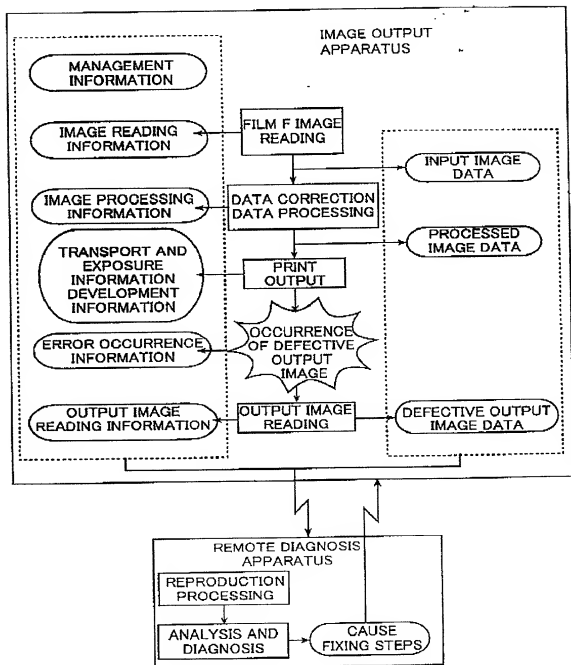 IMAGE OUTPUT
APPARATUS
MANAGEMENT
INFORMATION
IMAGE READING
INFORMATION
FILM F IMAGE
READING
INPUT IMAGE
DATA
IMAGE PROCESSING
INFORMATION
DATA CORRECTION
DATA PROCESSING
PROCESSED
IMAGE DATA
TRANSPORT AND
EXPOSURE
INFORMATION
DEVELOPMENT
INFORMATION
PRINT
OUTPUT
ERROR OCCURRENCE
INFORMATION
OCCURRENCE
OF DEFECTIVE
OUTPUT
IMAGE
OUTPUT IMAGE
READING INFORMATION
OUTPUT IMAGE
READING
DEFECTIVE OUTPUT
IMAGE DATA
REMOTE DIAGNOSIS
APPARATUS
REPRODUCTION
PROCESSING
ANALYSIS AND
DIAGNOSIS
CAUSE
FIXING STEPS